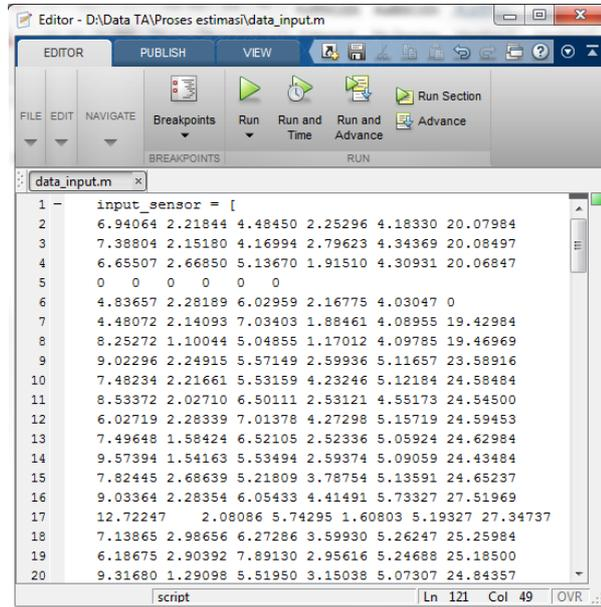 Editor - D:\Data TA\Proses estimasi\data_input.m
EDITOR PUBLISH VIEW
FILE EDIT NAVIGATE Breakpoints Run Run and Time Run and Advance Run Section Advance
BREAKPOINTS RUN
data_input.m ×
1 – input_sensor = [
2 6.94064 2.21844 4.48450 2.25296 4.18330 20.07984
3 7.38804 2.15180 4.16994 2.79623 4.34369 20.08497
4 6.65507 2.66850 5.13670 1.91510 4.30931 20.06847
5 0 0 0 0 0 0
6 4.83657 2.28189 6.02959 2.16775 4.03047 0
7 4.48072 2.14093 7.03403 1.88461 4.08955 19.42984
8 8.25272 1.10044 5.04855 1.17012 4.09785 19.46969
9 9.02296 2.24915 5.57149 2.59936 5.11657 23.58916
10 7.48234 2.21661 5.53159 4.23246 5.12184 24.58484
11 8.53372 2.02710 6.50111 2.53121 4.55173 24.54500
12 6.02719 2.28339 7.01378 4.27298 5.15719 24.59453
13 7.49648 1.58424 6.52105 2.52336 5.05924 24.62984
14 9.57394 1.54163 5.53494 2.59374 5.09059 24.43484
15 7.82445 2.68639 5.21809 3.78754 5.13591 24.65237
16 9.03364 2.28354 6.05433 4.41491 5.73327 27.51969
17 12.72247 2.08086 5.74295 1.60803 5.19327 27.34737
18 7.13865 2.98656 6.27286 3.59930 5.26247 25.25984
19 6.18675 2.90392 7.89130 2.95616 5.24688 25.18500
20 9.31680 1.29098 5.51950 3.15038 5.07307 24.84357
script Ln 121 Col 49 OVR